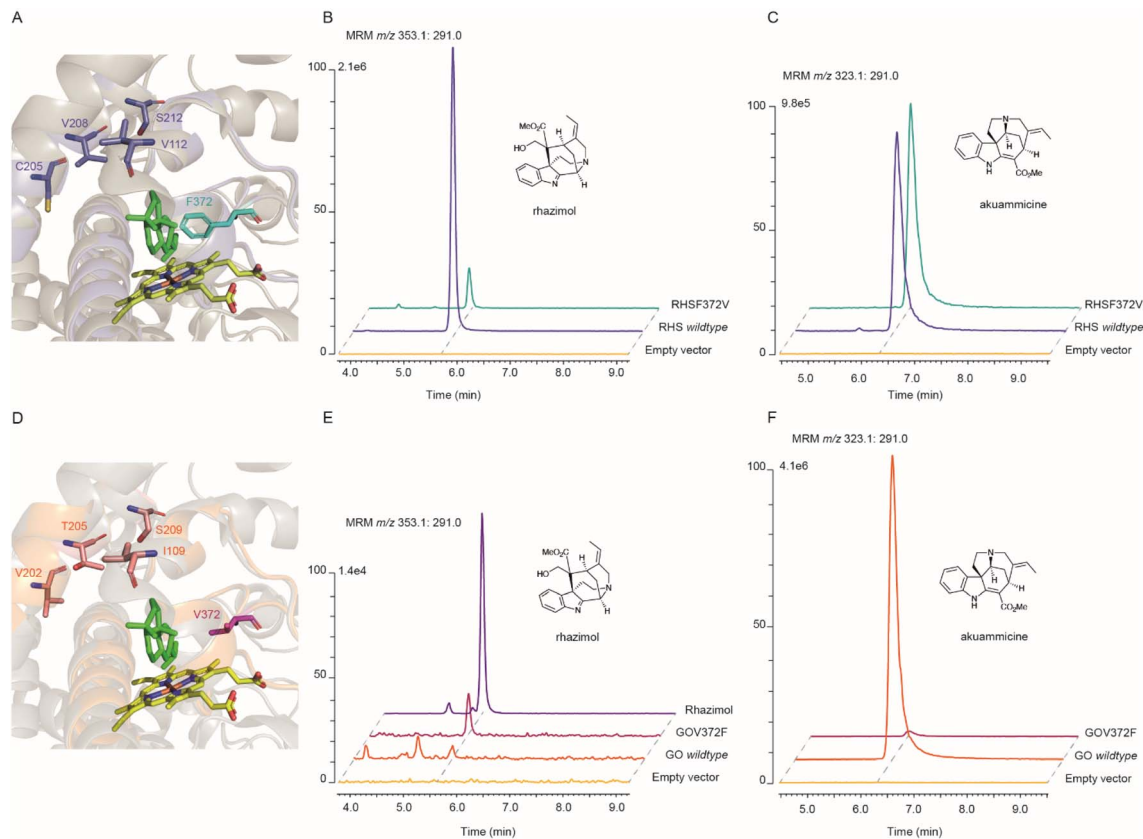 A
V208
S212
V112
C205
F372
B
MRM m/z 353.1: 291.0
100
2.1e6
50
0
MeO₂C
H
HO
N
N
H
rhazimol
RHSF372V
RHS wildtype
Empty vector
4.0 5.0 6.0 7.0 8.0 9.0
Time (min)
C
MRM m/z 323.1: 291.0
100
9.8e5
50
0
N
H
H
N
H
CO₂Me
akuammicine
RHSF372V
RHS wildtype
Empty vector
5.0 6.0 7.0 8.0 9.0
Time (min)
D
T205
S209
I109
V202
V372
E
MRM m/z 353.1: 291.0
100
1.4e4
50
0
MeO₂C
H
HO
N
N
H
rhazimol
Rhazimol
GOV372F
GO wildtype
Empty vector
4.0 5.0 6.0 7.0 8.0 9.0
Time (min)
F
MRM m/z 323.1: 291.0
100
4.1e6
50
0
N
H
H
N
H
CO₂Me
akuammicine
GOV372F
GO wildtype
Empty vector
5.0 6.0 7.0 8.0 9.0
Time (min)